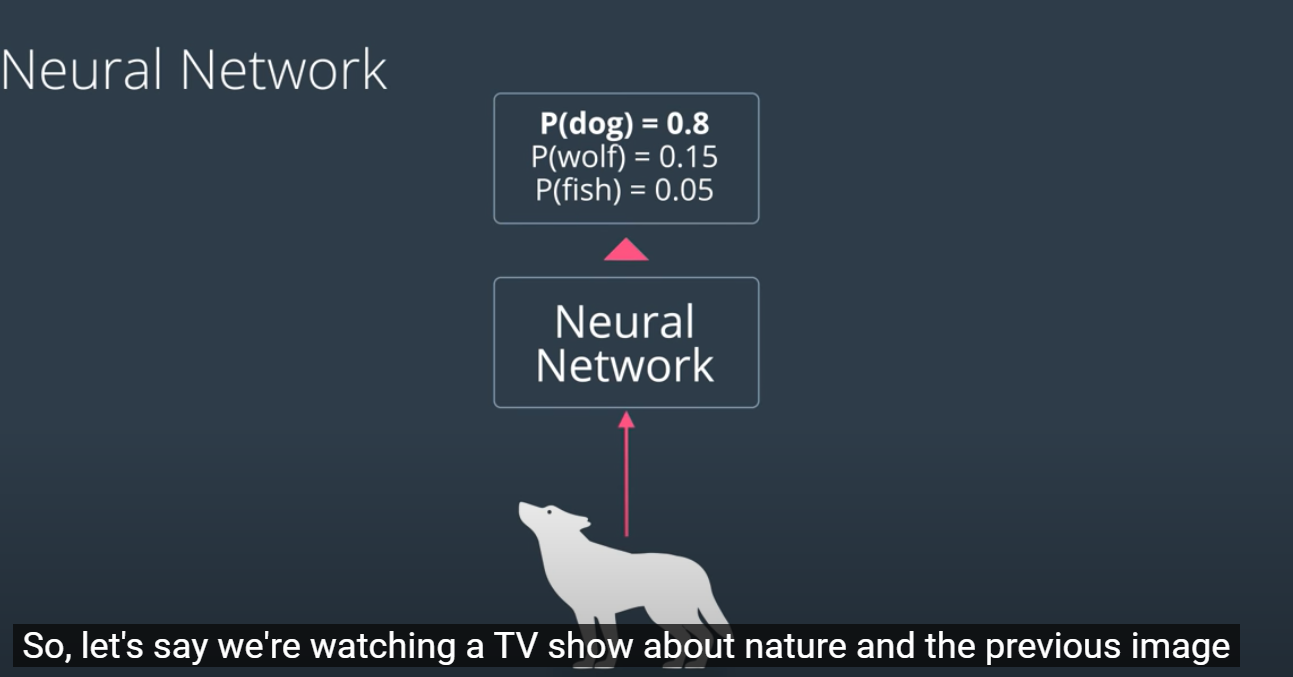 Neural Network
P(dog) = 0.8
P(wolf) = 0.15
P(fish) = 0.05
Neural
Network
So, let's say we're watching a TV show about nature and the previous image